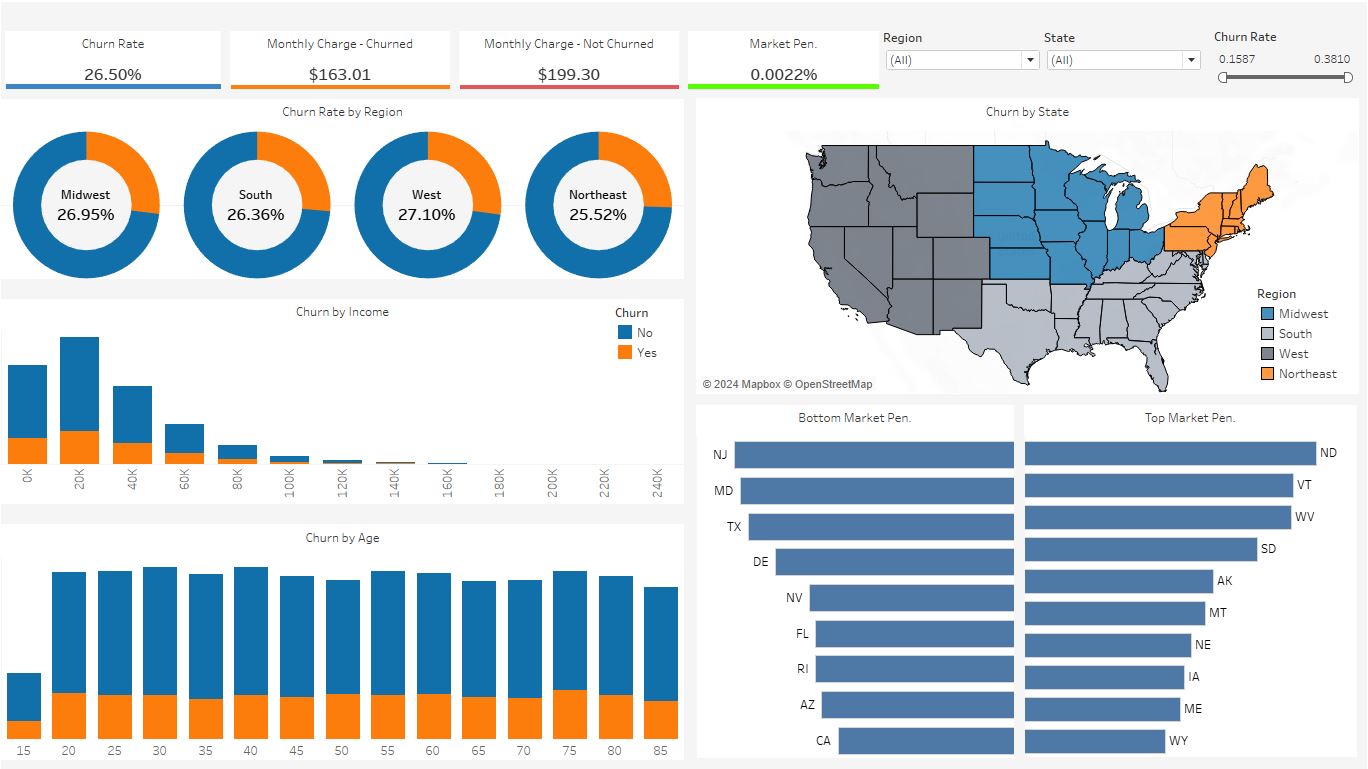 Churn Rate
26.50%
Monthly Charge - Churned
$163.01
Monthly Charge - Not Churned
$199.30
Market Pen.
0.0022%
Region
(All)
State
(All)
Churn Rate
0.1587 0.3810
Churn Rate by Region
Midwest
26.95%
South
26.36%
West
27.10%
Northeast
25.52%
Churn by State
Region
Midwest
South
West
Northeast
© 2024 Mapbox © OpenStreetMap
Churn by Income
Churn
No
Yes
0K 20K 40K 60K 80K 100K 120K 140K 160K 180K 200K 220K 240K
Churn by Age
15 20 25 30 35 40 45 50 55 60 65 70 75 80 85
Bottom Market Pen.
NJ
MD
TX
DE
NV
FL
RI
AZ
CA
Top Market Pen.
ND
VT
WV
SD
AK
MT
NE
IA
ME
WY